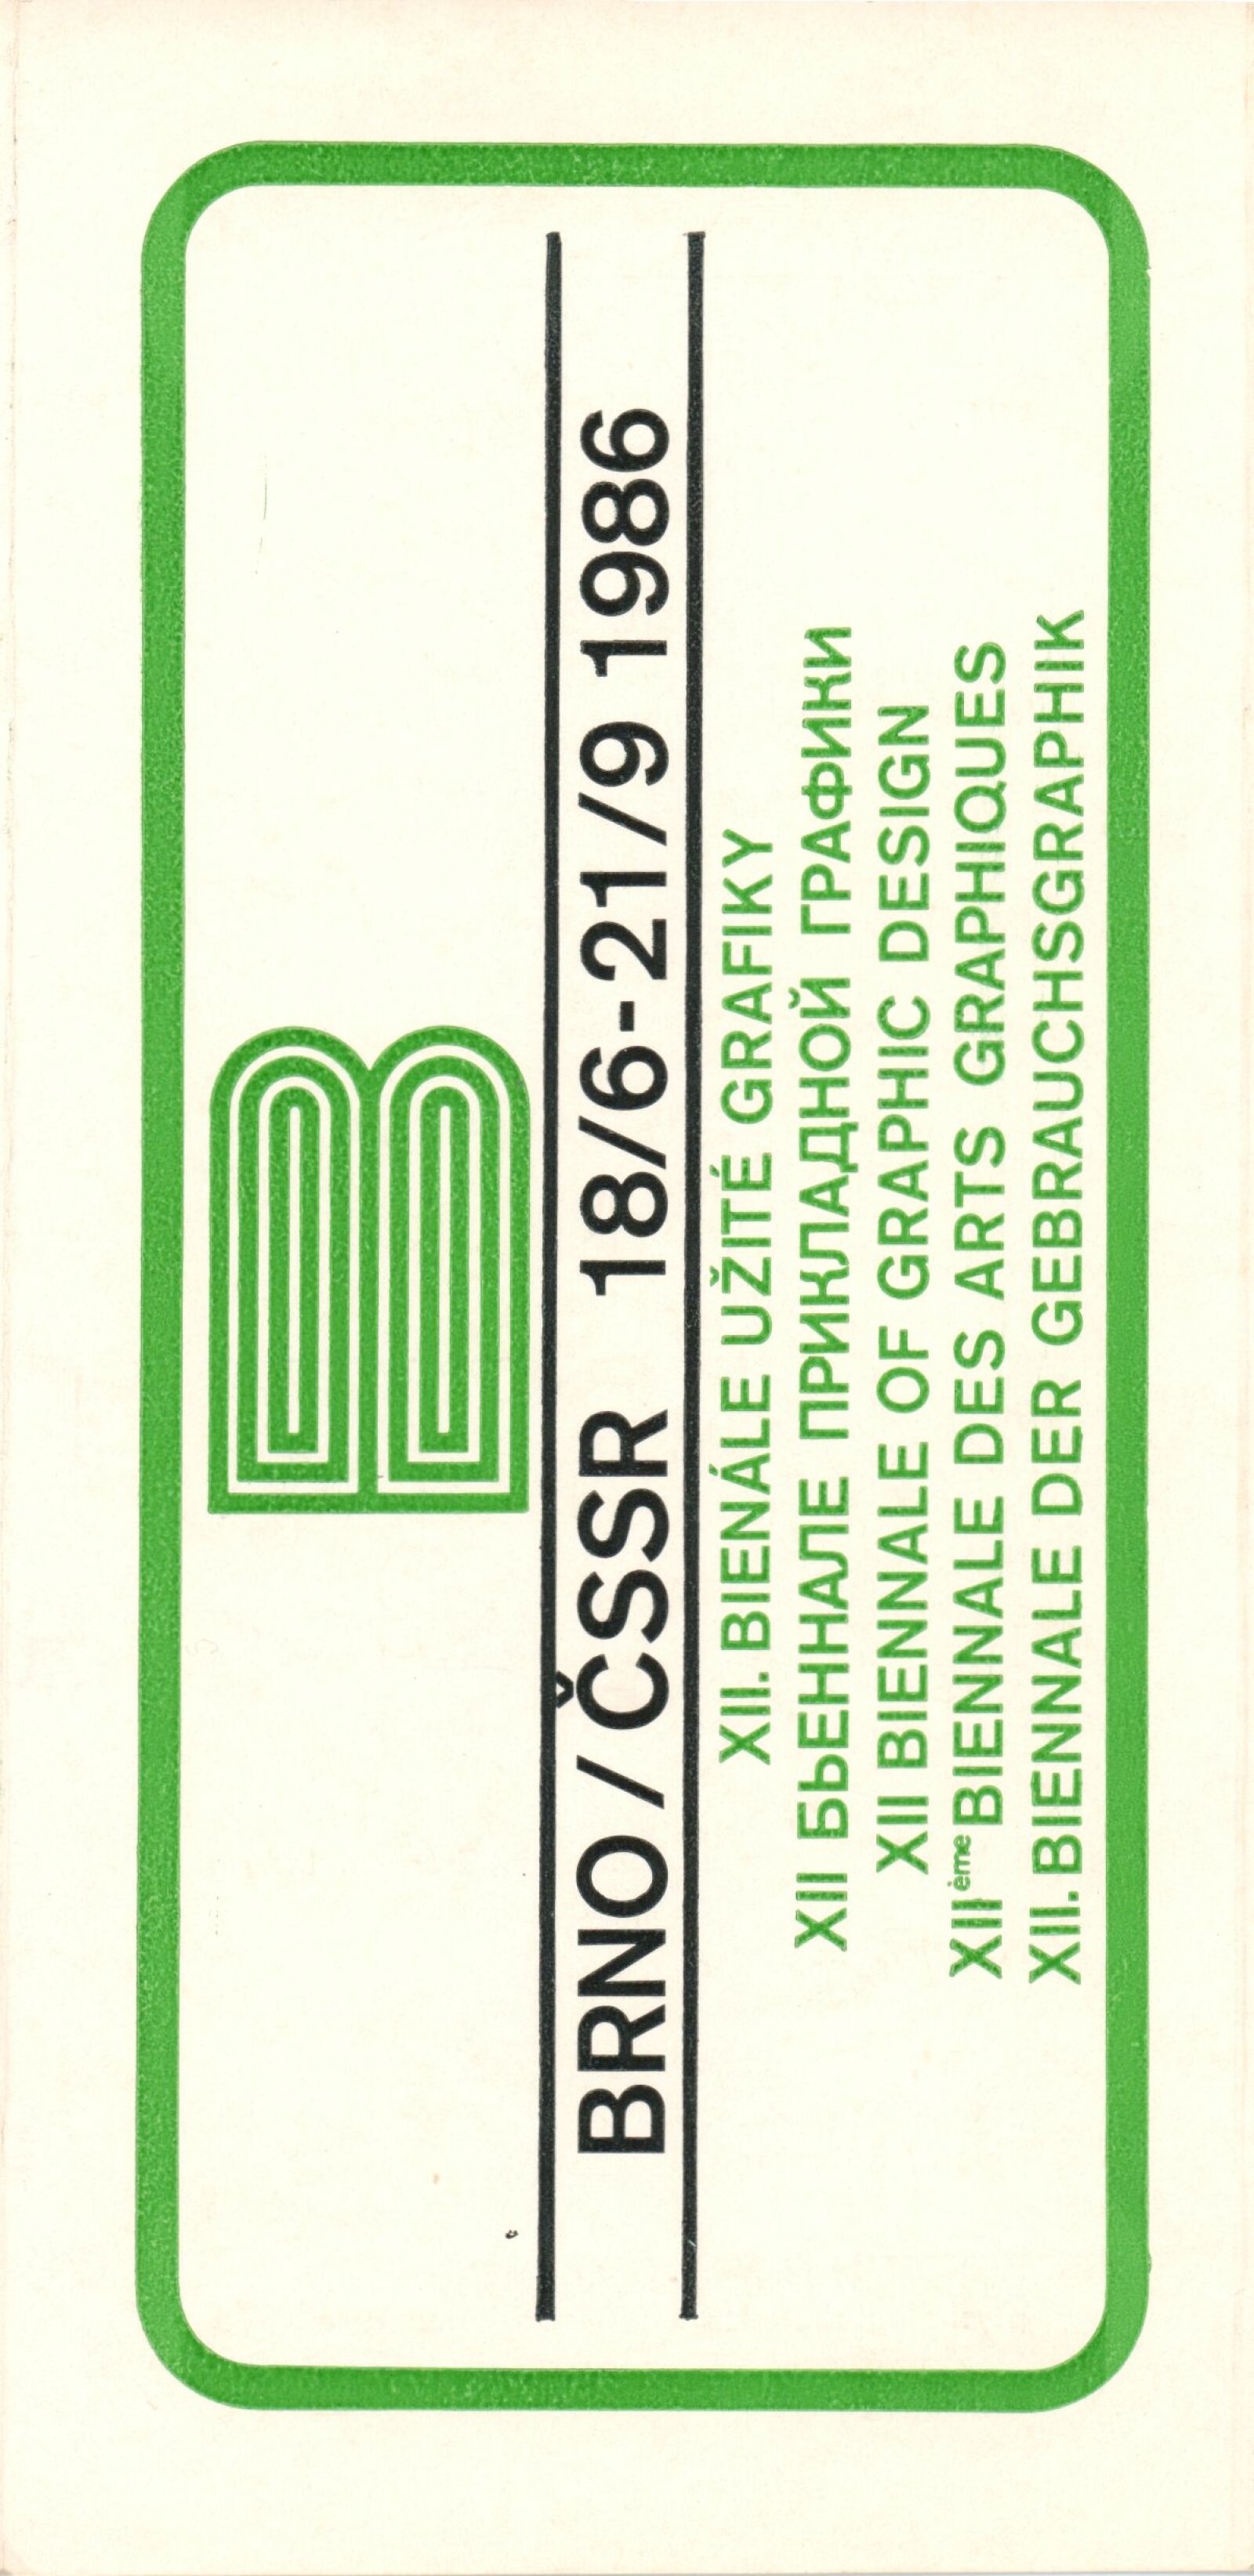 B
BRNO / ČSSR 18/6-21/9 1986
XII. BIENÁLE UŽITÉ GRAFIKY
XII БЬЕННАЛЕ ПРИКЛАДНОЙ ГРАФИКИ
XII BIENNALE OF GRAPHIC DESIGN
XIIème BIENNALE DES ARTS GRAPHIQUES
XII. BIENNALE DER GEBRAUCHSGRAPHIK